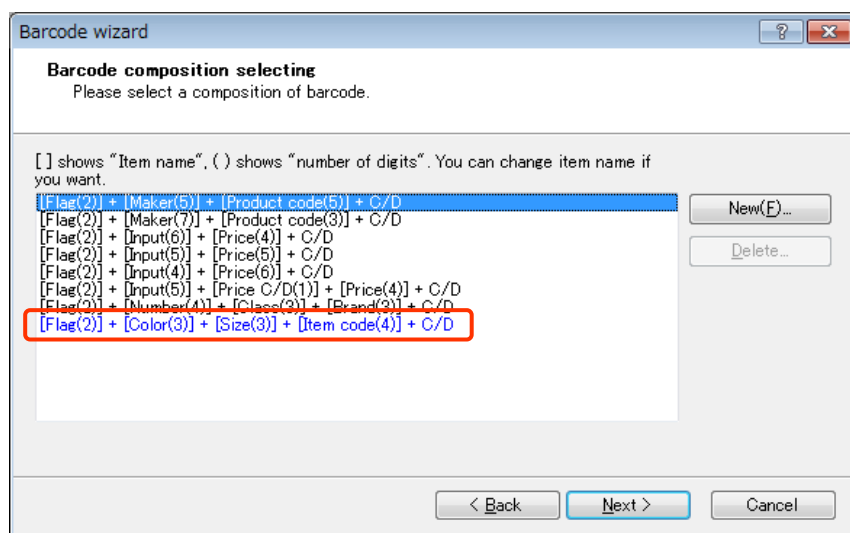 Barcode wizard
Barcode composition selecting
Please select a composition of barcode.
[ ] shows "Item name", ( ) shows "number of digits". You can change item name if
you want.
[Flag(2)] + [Maker(5)] + [Product code(5)] + C/D
[Flag(2)] + [Maker(7)] + [Product code(3)] + C/D
[Flag(2)] + [Input(6)] + [Price(4)] + C/D
[Flag(2)] + [Input(5)] + [Price(5)] + C/D
[Flag(2)] + [Input(4)] + [Price(6)] + C/D
[Flag(2)] + [Input(5)] + [Price C/D(1)] + [Price(4)] + C/D
[Flag(2)] + [Number(4)] + [Class(3)] + [Brand(3)] + C/D
[Flag(2)] + [Color(3)] + [Size(3)] + [Item code(4)] + C/D
New(F)...
Delete...
< Back
Next >
Cancel